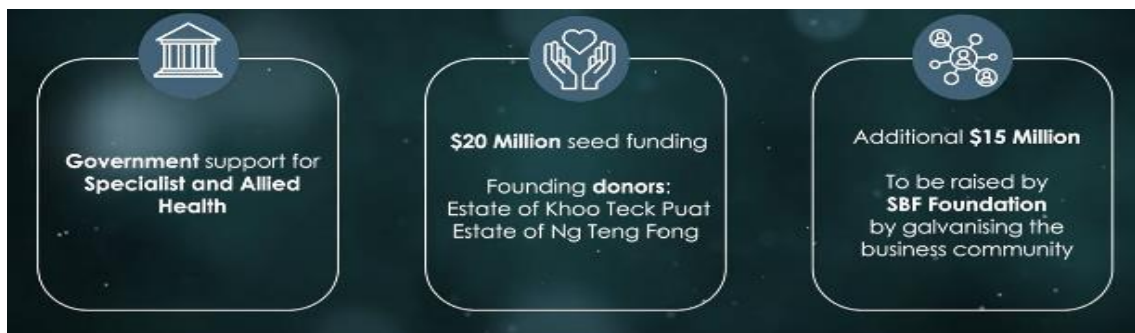 Government support for
Specialist and Allied
Health
$20 Million seed funding
Founding donors:
Estate of Khoo Teck Puat
Estate of Ng Teng Fong
Additional $15 Million
To be raised by
SBF Foundation
by galvanising the
business community